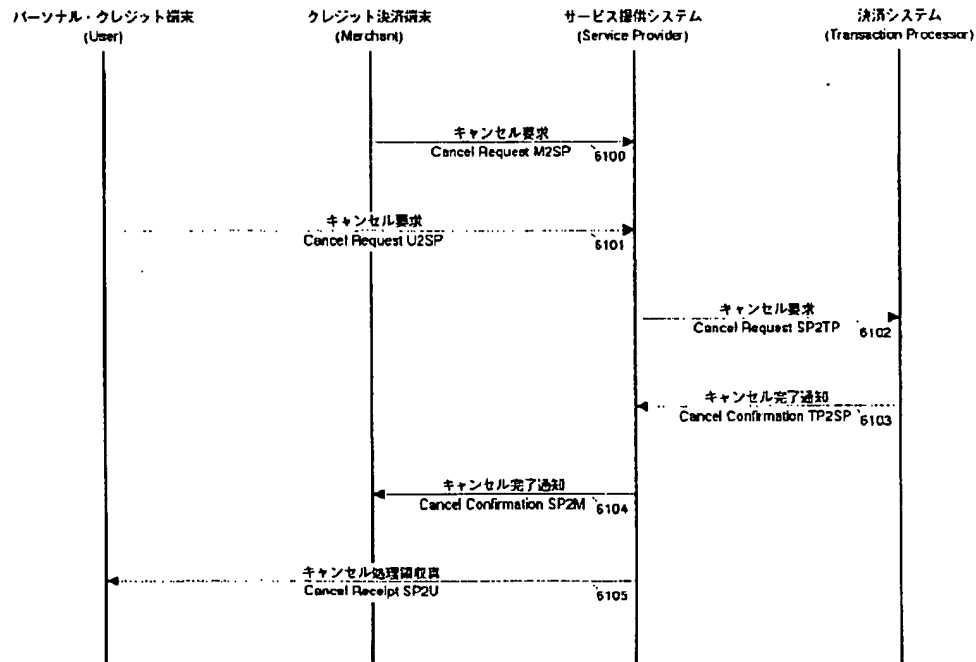 パーソナル・クレジット端末
(User)
クレジット決済端末
(Merchant)
サービス提供システム
(Service Provider)
決済システム
(Transaction Processor)
キャンセル要求
Cancel Request M2SP
6100
キャンセル要求
Cancel Request U2SP
6101
キャンセル要求
Cancel Request SP2TP
6102
キャンセル完了通知
Cancel Confirmation TP2SP
6103
キャンセル完了通知
Cancel Confirmation SP2M
6104
キャンセル処理領収書
Cancel Receipt SP2U
6105